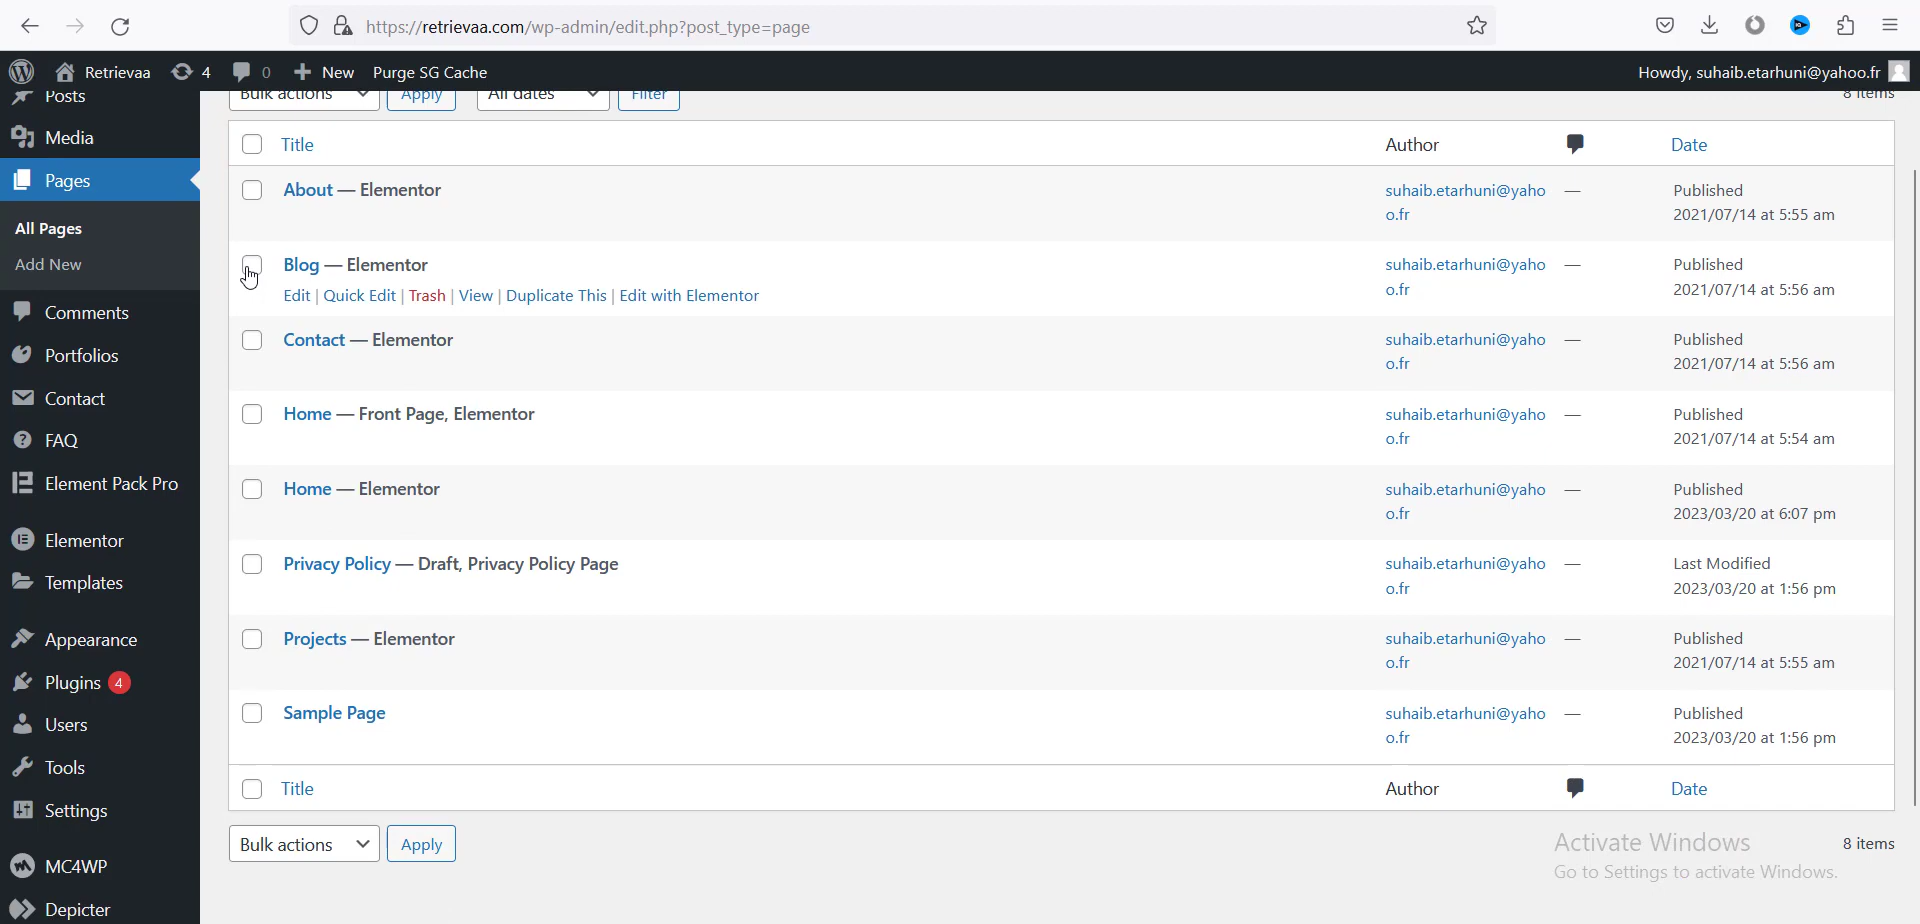 https://retrievaa.com/wp-admin/edit.php?post_type=page
Retrievaa 4 0 New Purge SG Cache Howdy, suhaib.etarhuni@yahoo.fr
Posts
Media
Pages
All Pages
Add New
Comments
Portfolios
Contact
FAQ
Element Pack Pro
Elementor
Templates
Appearance
Plugins 4
Users
Tools
Settings
MC4WP
Depicter
Bulk actions Apply All dates Filter 8 items
Title Author Date
About — Elementor suhaib.etarhuni@yaho — Published
o.fr 2021/07/14 at 5:55 am
Blog — Elementor suhaib.etarhuni@yaho — Published
Edit | Quick Edit | Trash | View | Duplicate This | Edit with Elementor o.fr 2021/07/14 at 5:56 am
Contact — Elementor suhaib.etarhuni@yaho — Published
o.fr 2021/07/14 at 5:56 am
Home — Front Page, Elementor suhaib.etarhuni@yaho — Published
o.fr 2021/07/14 at 5:54 am
Home — Elementor suhaib.etarhuni@yaho — Published
o.fr 2023/03/20 at 6:07 pm
Privacy Policy — Draft, Privacy Policy Page suhaib.etarhuni@yaho — Last Modified
o.fr 2023/03/20 at 1:56 pm
Projects — Elementor suhaib.etarhuni@yaho — Published
o.fr 2021/07/14 at 5:55 am
Sample Page suhaib.etarhuni@yaho — Published
o.fr 2023/03/20 at 1:56 pm
Title Author Date
Bulk actions Apply 8 items
Activate Windows
Go to Settings to activate Windows.